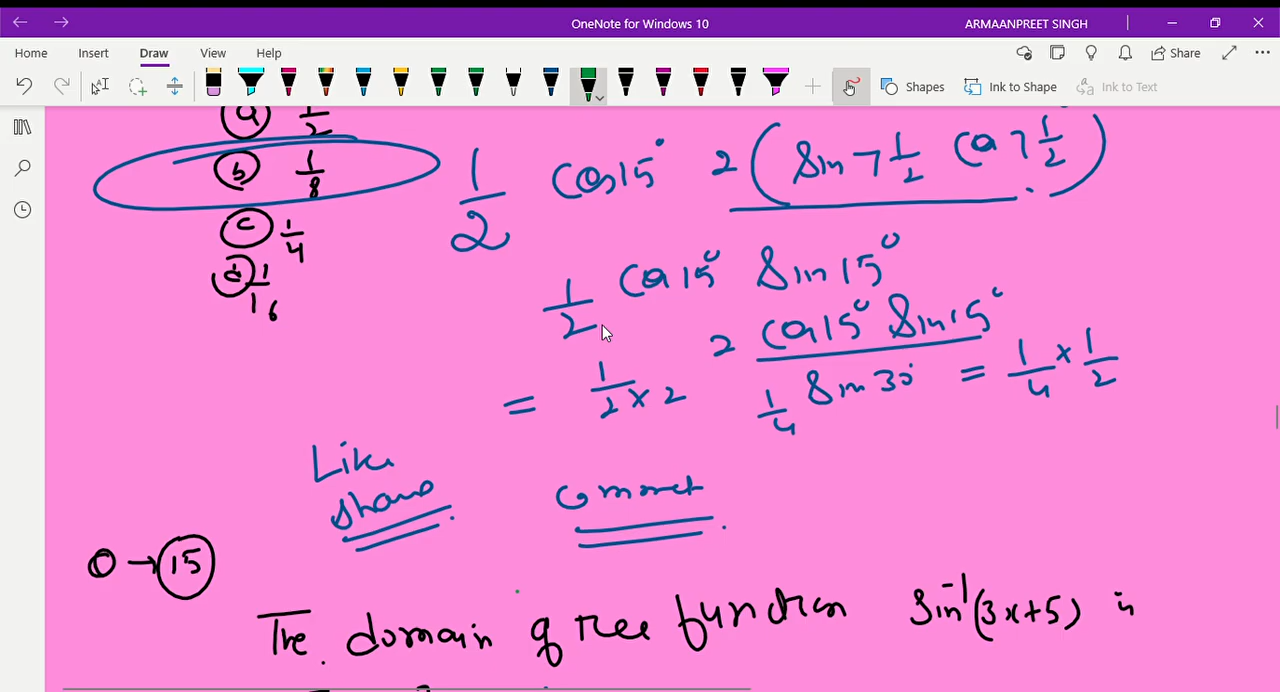 OneNote for Windows 10
ARMAANPREET SINGH
Home Insert Draw View Help
Share
Shapes
Ink to Shape
Ink to Text
a 1/2
b 1/8
c 1/4
d 1/16
1/2 Cos15° 2 (Sin 7 1/2 Cos 7 1/2°)
1/2 Cos15° Sin15°
= 1/2×2 2 Cos15° Sin15°
1/4 Sin 30° = 1/4 × 1/2
Like
share
comment
Q → 15
The domain of the function Sin⁻¹(3x+5) is